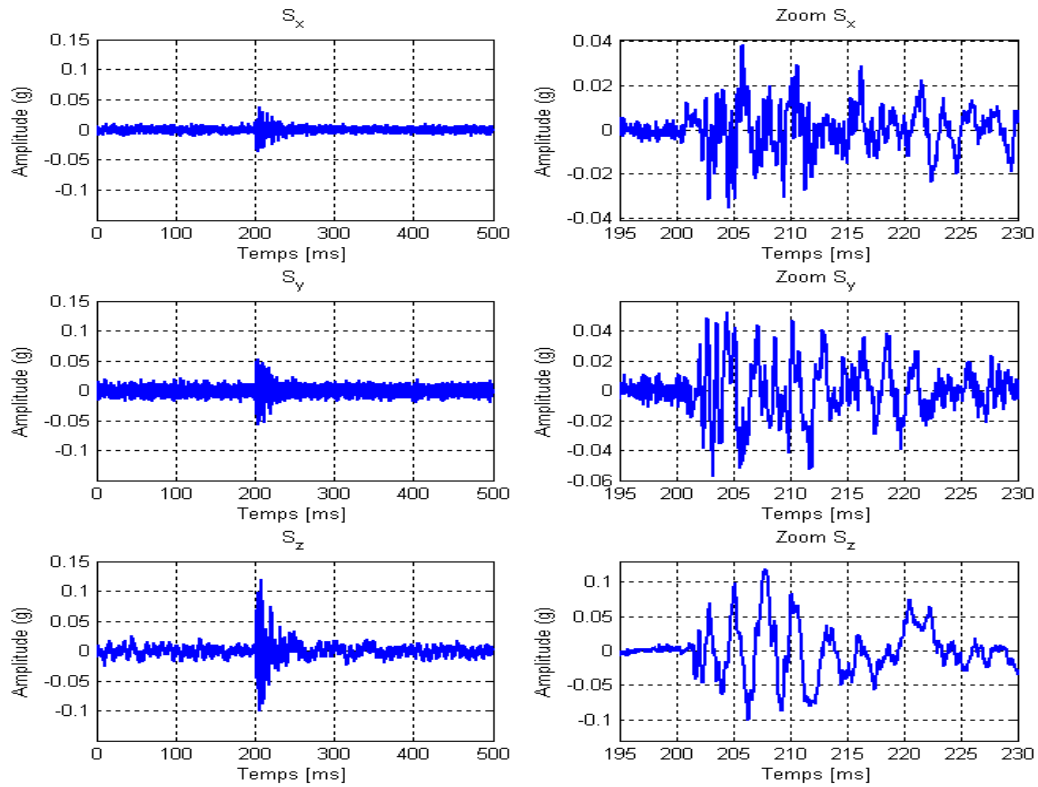 S_x
Zoom S_x
0.15
0.1
0.05
0
-0.05
-0.1
Amplitude (g)
0 100 200 300 400 500
Temps [ms]
0.04
0.02
0
-0.02
-0.04
Amplitude (g)
195 200 205 210 215 220 225 230
Temps [ms]
S_y
Zoom S_y
0.15
0.1
0.05
0
-0.05
-0.1
Amplitude (g)
0 100 200 300 400 500
Temps [ms]
0.04
0.02
0
-0.02
-0.04
-0.06
Amplitude (g)
195 200 205 210 215 220 225 230
Temps [ms]
S_z
Zoom S_z
0.15
0.1
0.05
0
-0.05
-0.1
Amplitude (g)
0 100 200 300 400 500
Temps [ms]
0.1
0.05
0
-0.05
-0.1
Amplitude (g)
195 200 205 210 215 220 225 230
Temps [ms]